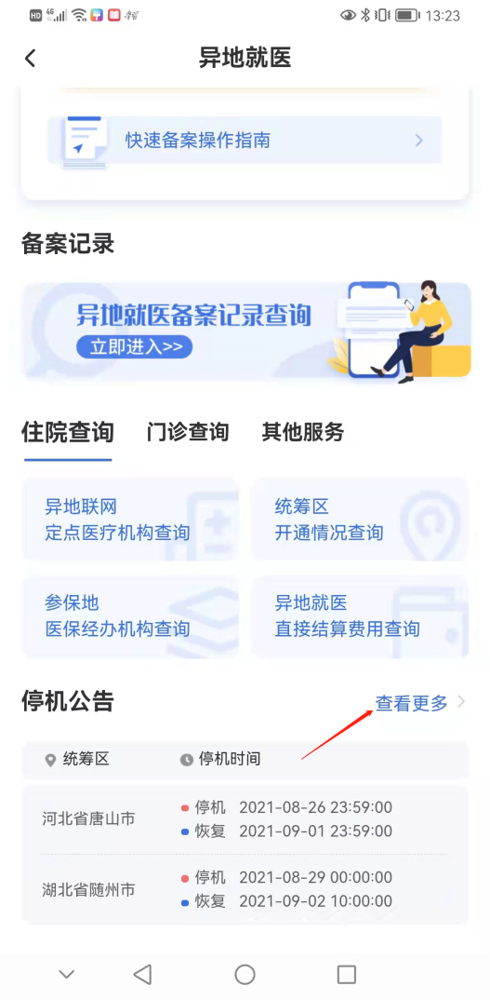 HD 4G 13:23
异地就医
快速备案操作指南
备案记录
异地就医备案记录查询
立即进入>>
住院查询 门诊查询 其他服务
异地联网
定点医疗机构查询
统筹区
开通情况查询
参保地
医保经办机构查询
异地就医
直接结算费用查询
停机公告 查看更多
统筹区 停机时间
河北省唐山市
停机 2021-08-26 23:59:00
恢复 2021-09-01 23:59:00
湖北省随州市
停机 2021-08-29 00:00:00
恢复 2021-09-02 10:00:00